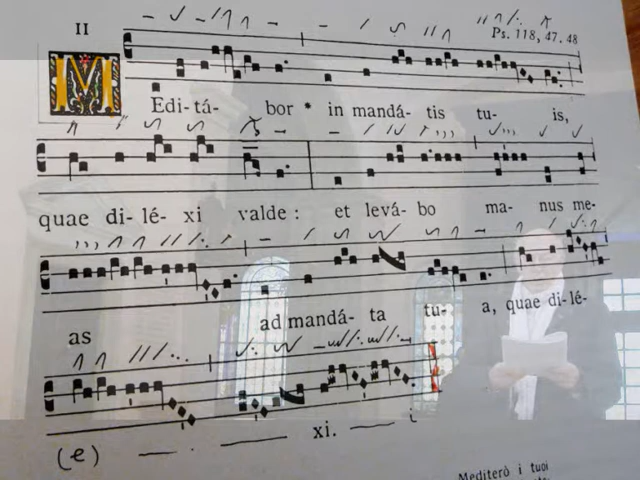 II
Ps. 118, 47. 48
MEdi-tá- bor * in mandá- tis tu- is,
quae di-lé- xi valde: et levá- bo ma- nus me-
as ad mandá- ta tu- a, quae di-lé-
(e) xi. i
Mediterò i tuoi